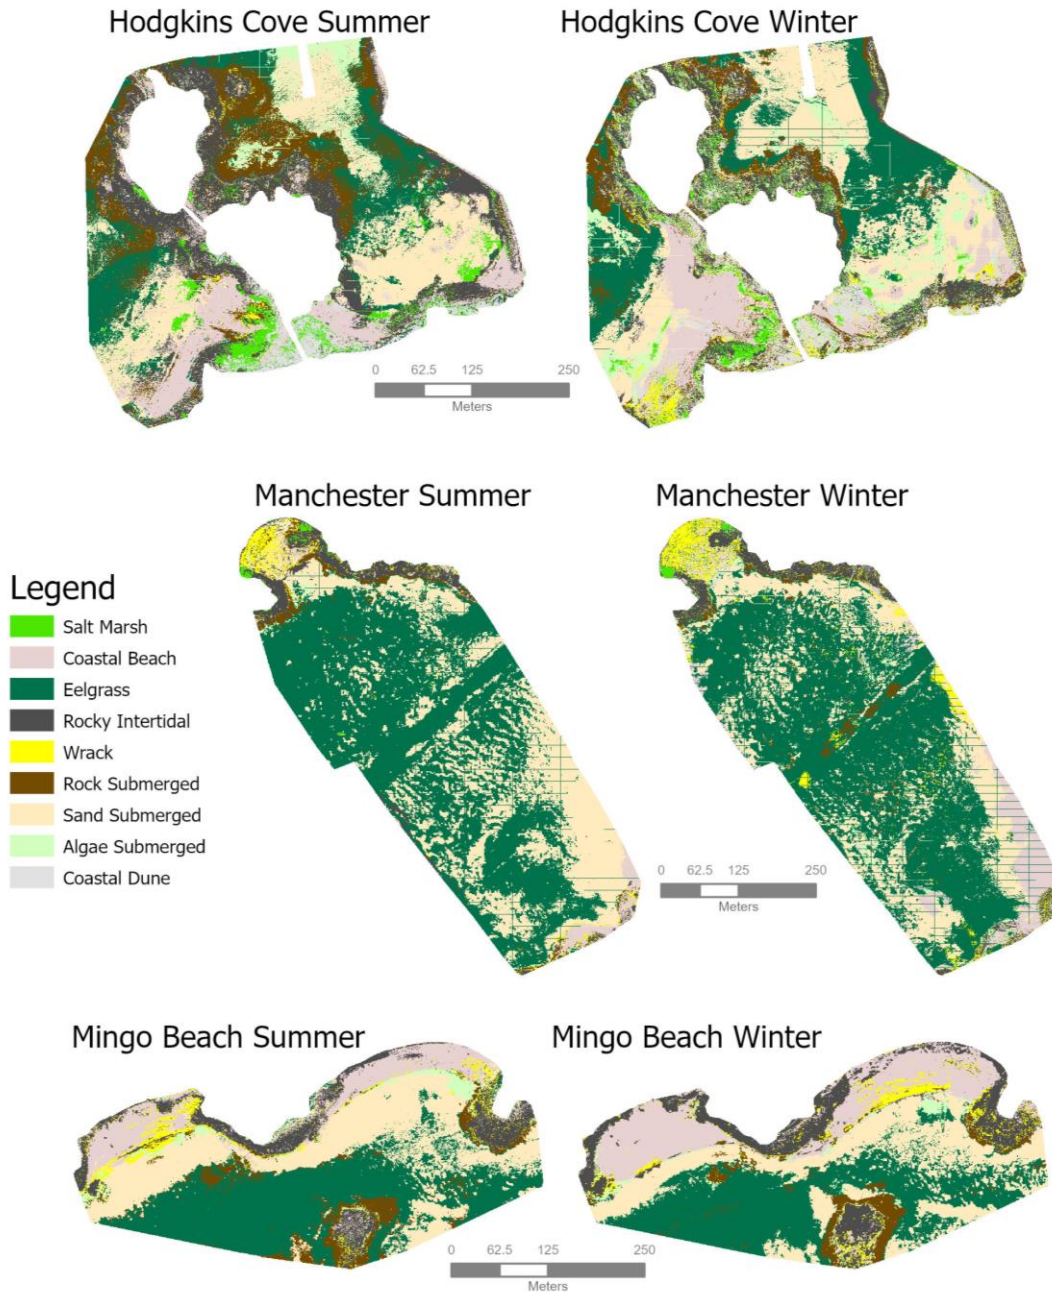 Hodgkins Cove Summer
Hodgkins Cove Winter
0 62.5 125 250
Meters
Manchester Summer
Manchester Winter
Legend
Salt Marsh
Coastal Beach
Eelgrass
Rocky Intertidal
Wrack
Rock Submerged
Sand Submerged
Algae Submerged
Coastal Dune
0 62.5 125 250
Meters
Mingo Beach Summer
Mingo Beach Winter
0 62.5 125 250
Meters